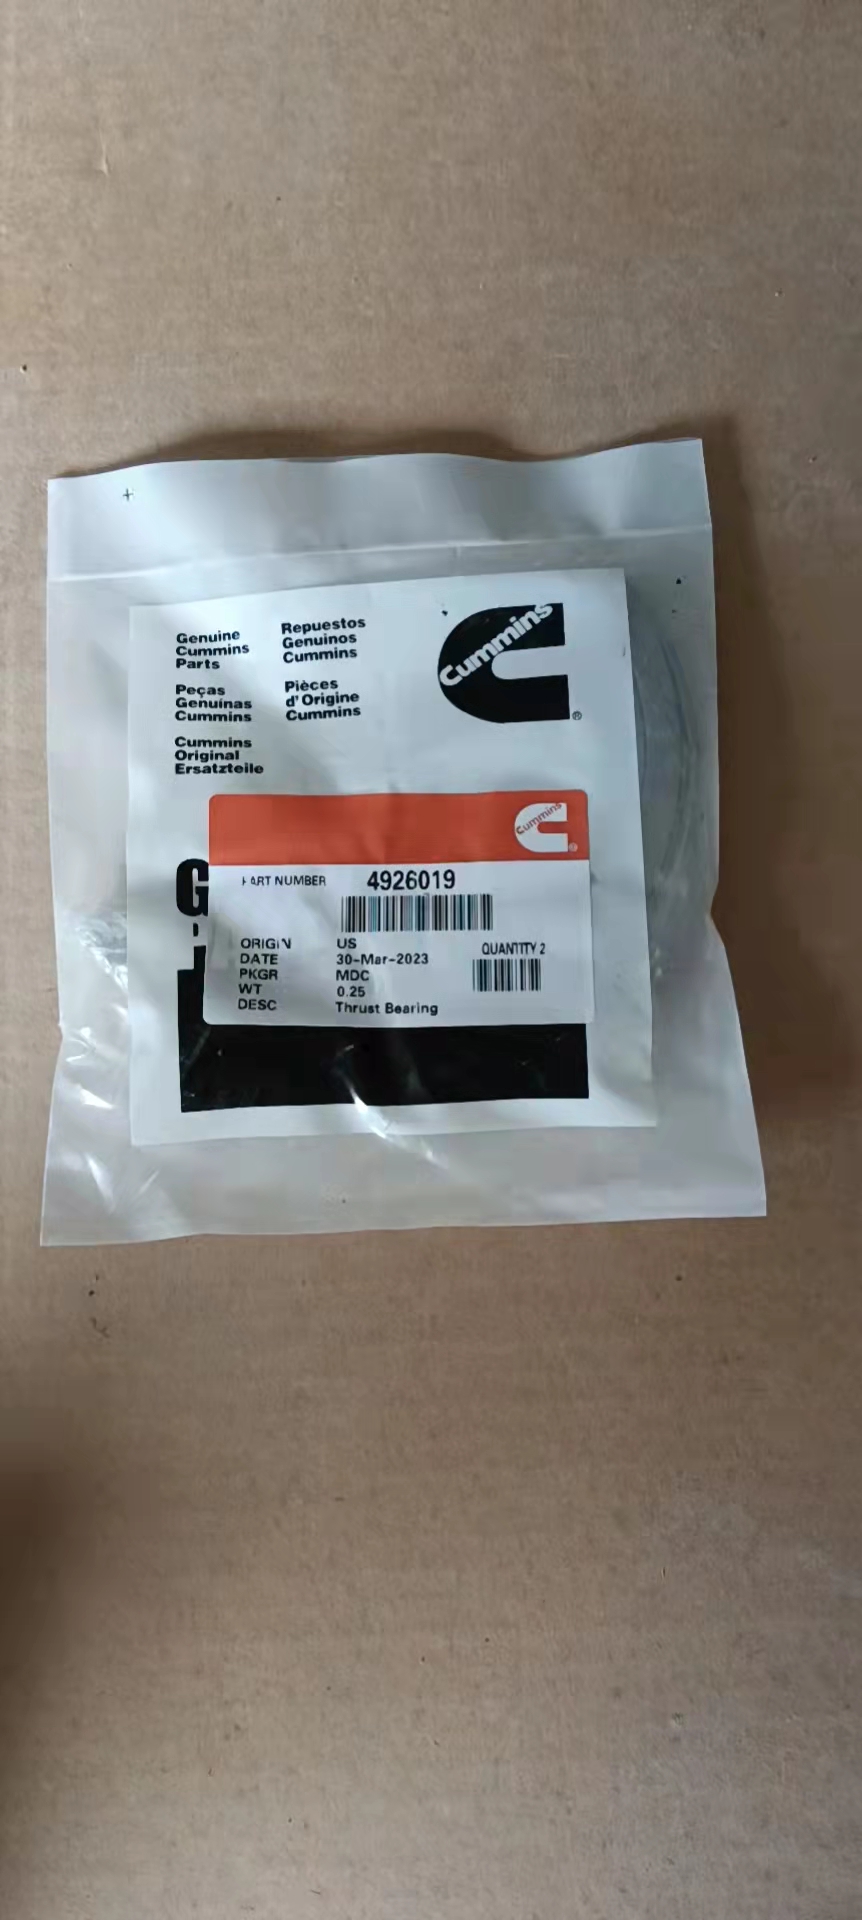 Genuine
Cummins
Parts
Repuestos
Genuinos
Cummins
Peças
Genuínas
Cummins
Pièces
d'Origine
Cummins
Cummins
Original
Ersatzteile
Cummins
®
Cummins
®
G
PART NUMBER 4926019
ORIGIN US
QUANTITY 2
DATE 30-Mar-2023
PKGR MDC
WT 0.25
DESC Thrust Bearing